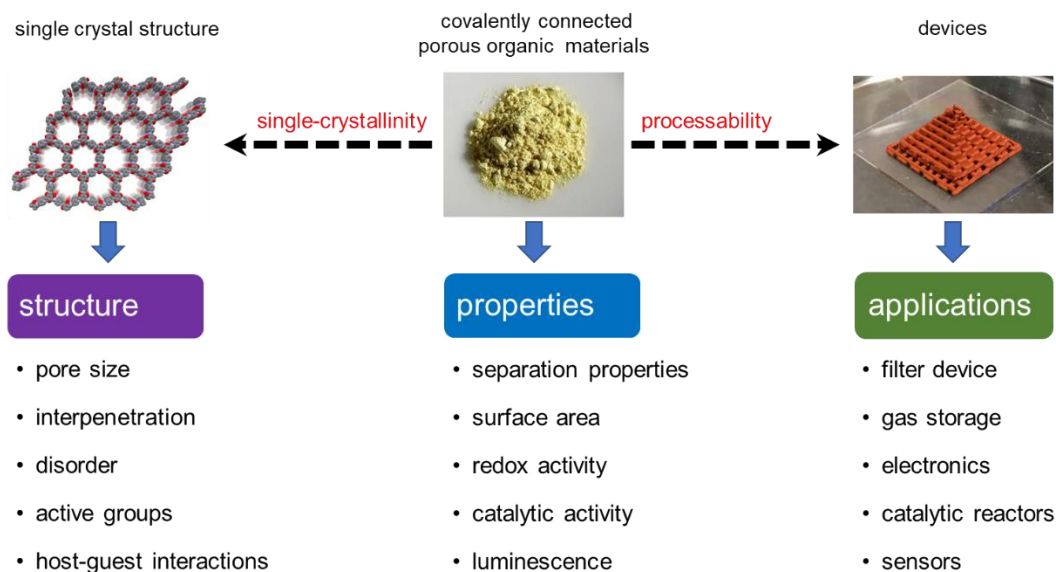 single crystal structure
covalently connected
porous organic materials
devices
single-crystallinity
processability
structure
properties
applications
• pore size
• interpenetration
• disorder
• active groups
• host-guest interactions
• separation properties
• surface area
• redox activity
• catalytic activity
• luminescence
• filter device
• gas storage
• electronics
• catalytic reactors
• sensors